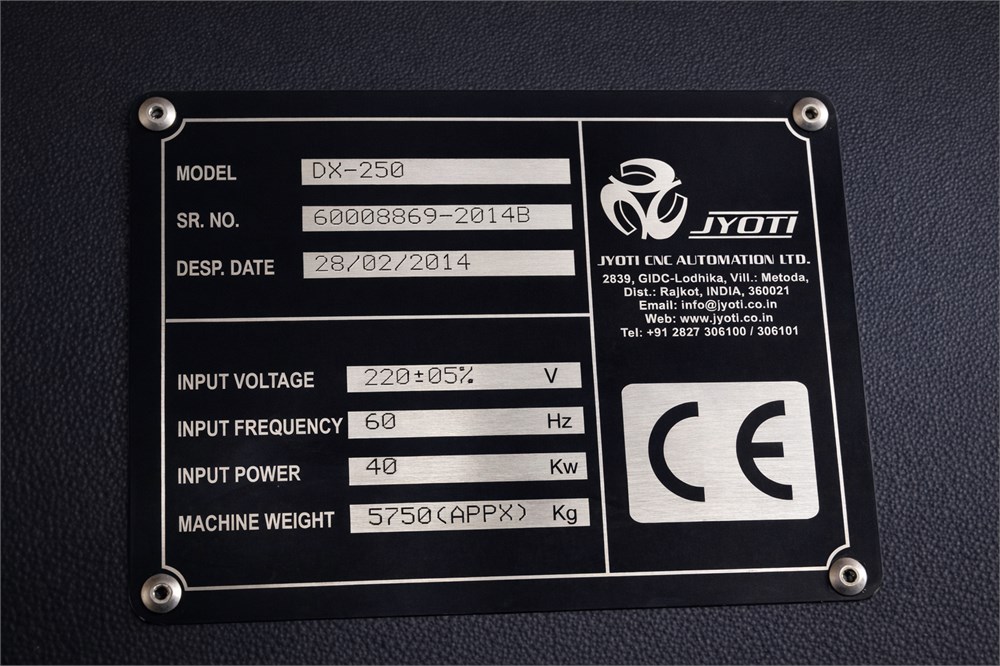 MODEL DX-250
SR. NO. 60008869-2014B
DESP. DATE 28/02/2014
INPUT VOLTAGE 220±05% V
INPUT FREQUENCY 60 Hz
INPUT POWER 40 Kw
MACHINE WEIGHT 5750(APPX) Kg
JYOTI
JYOTI CNC AUTOMATION LTD.
2839, GIDC-Lodhika, Vill.: Metoda,
Dist.: Rajkot, INDIA, 360021
Email: info@jyoti.co.in
Web: www.jyoti.co.in
Tel: +91 2827 306100 / 306101
CE